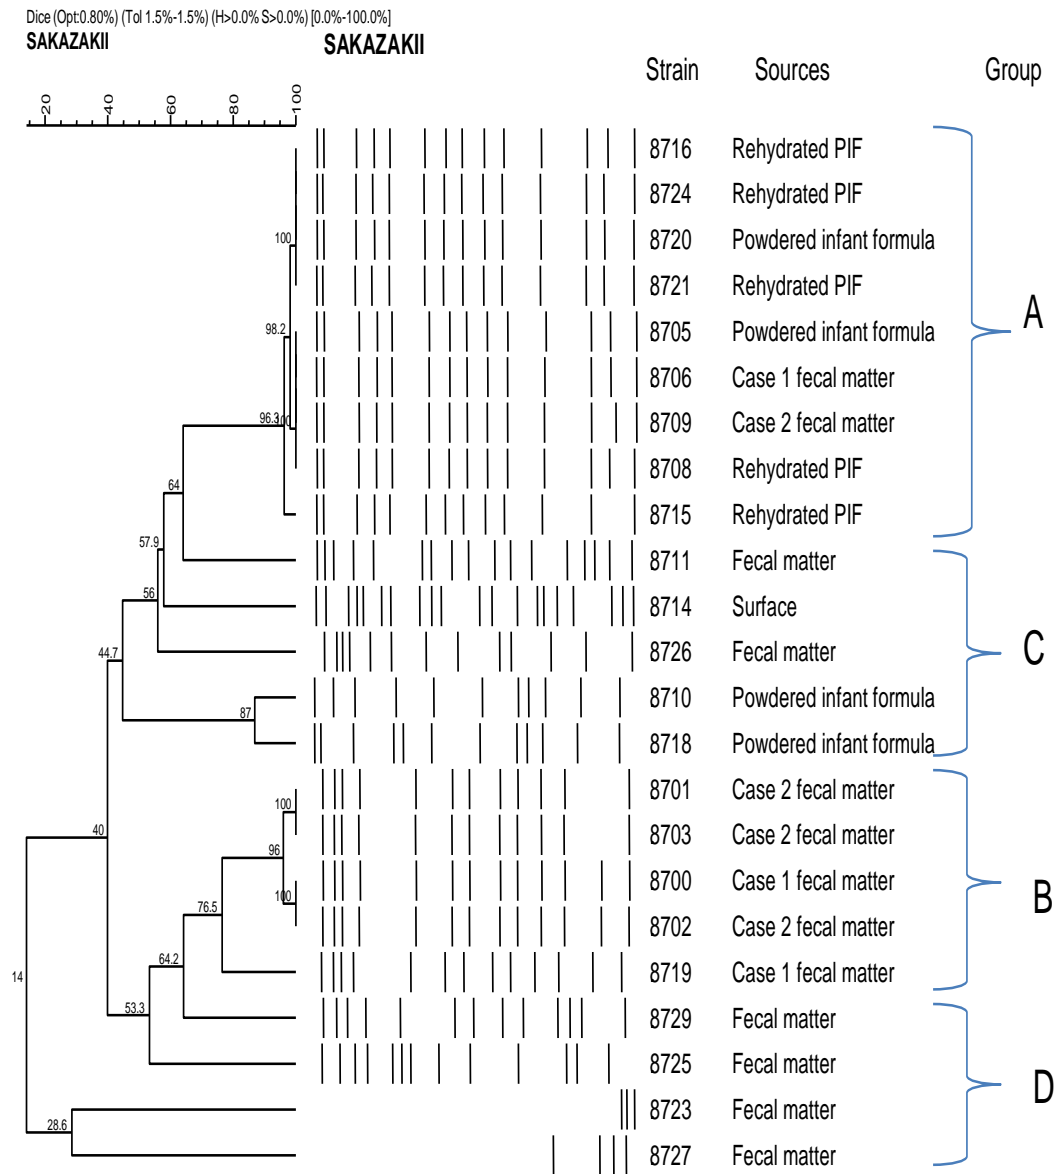 Dice (Opt:0.80%) (Tol 1.5%-1.5%) (H>0.0% S>0.0%) [0.0%-100.0%]
SAKAZAKII SAKAZAKII
Strain Sources Group
20 40 60 80 100
8716 Rehydrated PIF
8724 Rehydrated PIF
100 8720 Powdered infant formula
8721 Rehydrated PIF
A
98.2 8705 Powdered infant formula
8706 Case 1 fecal matter
96.3 100 8709 Case 2 fecal matter
8708 Rehydrated PIF
64 8715 Rehydrated PIF
57.9 8711 Fecal matter
56 8714 Surface
44.7 8726 Fecal matter C
87 8710 Powdered infant formula
8718 Powdered infant formula
8701 Case 2 fecal matter
100
40 8703 Case 2 fecal matter
96
100 8700 Case 1 fecal matter B
76.5 8702 Case 2 fecal matter
64.2 8719 Case 1 fecal matter
14
53.3 8729 Fecal matter
8725 Fecal matter
D
8723 Fecal matter
28.6
8727 Fecal matter